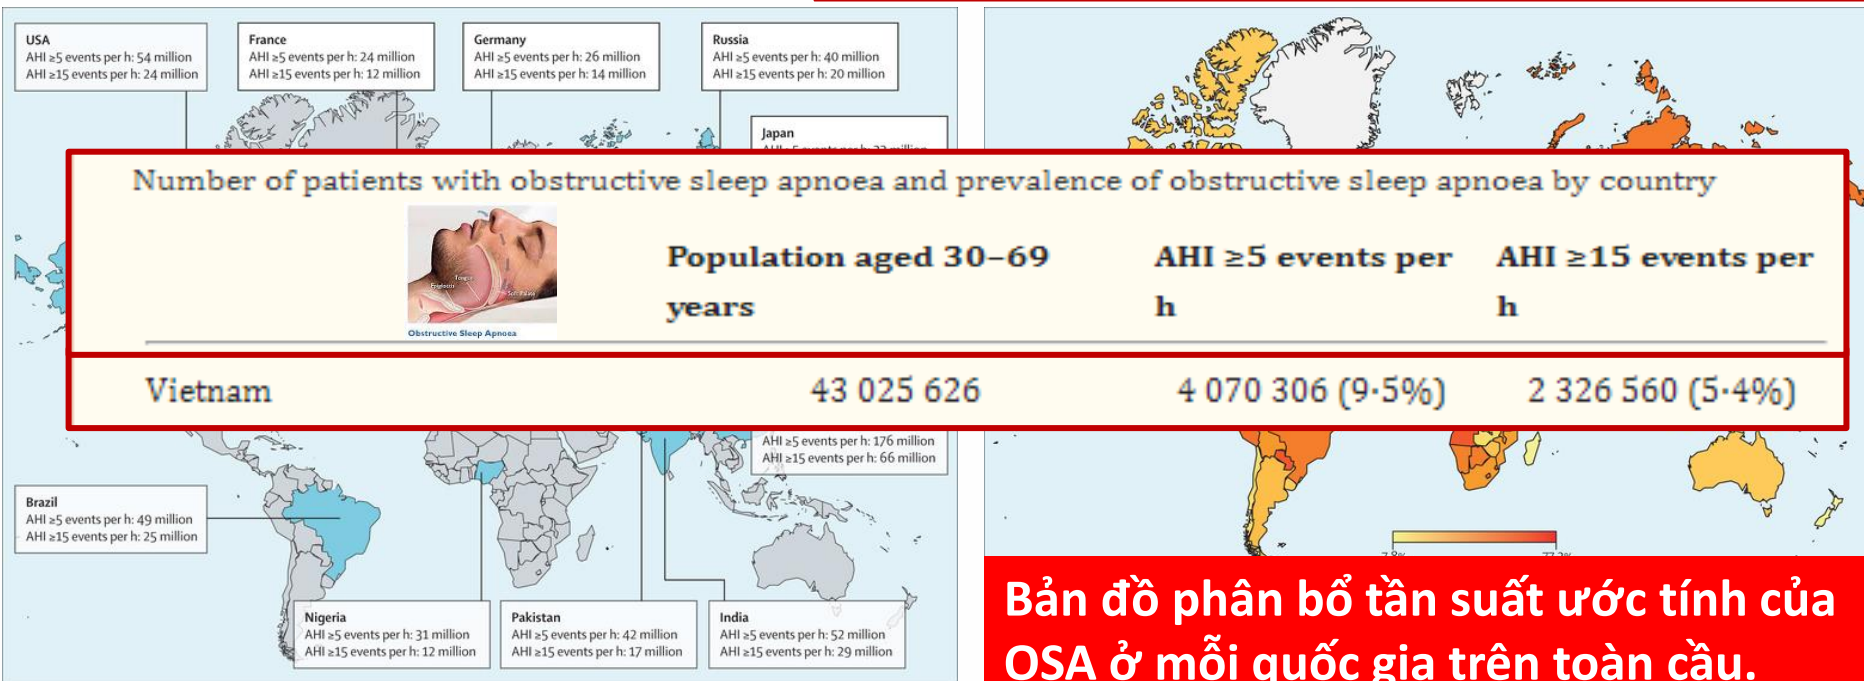 USA
AHI ≥5 events per h: 54 million
AHI ≥15 events per h: 24 million
France
AHI ≥5 events per h: 24 million
AHI ≥15 events per h: 12 million
Germany
AHI ≥5 events per h: 26 million
AHI ≥15 events per h: 14 million
Russia
AHI ≥5 events per h: 40 million
AHI ≥15 events per h: 20 million
Japan
Number of patients with obstructive sleep apnoea and prevalence of obstructive sleep apnoea by country
Tongue
Epiglottis
Soft Palate
Obstructive Sleep Apnoea
Population aged 30–69
years
AHI ≥5 events per
h
AHI ≥15 events per
h
Vietnam 43 025 626 4 070 306 (9·5%) 2 326 560 (5·4%)
AHI ≥5 events per h: 176 million
AHI ≥15 events per h: 66 million
Brazil
AHI ≥5 events per h: 49 million
AHI ≥15 events per h: 25 million
Nigeria
AHI ≥5 events per h: 31 million
AHI ≥15 events per h: 12 million
Pakistan
AHI ≥5 events per h: 42 million
AHI ≥15 events per h: 17 million
India
AHI ≥5 events per h: 52 million
AHI ≥15 events per h: 29 million
Bản đồ phân bổ tần suất ước tính của
OSA ở mỗi quốc gia trên toàn cầu.